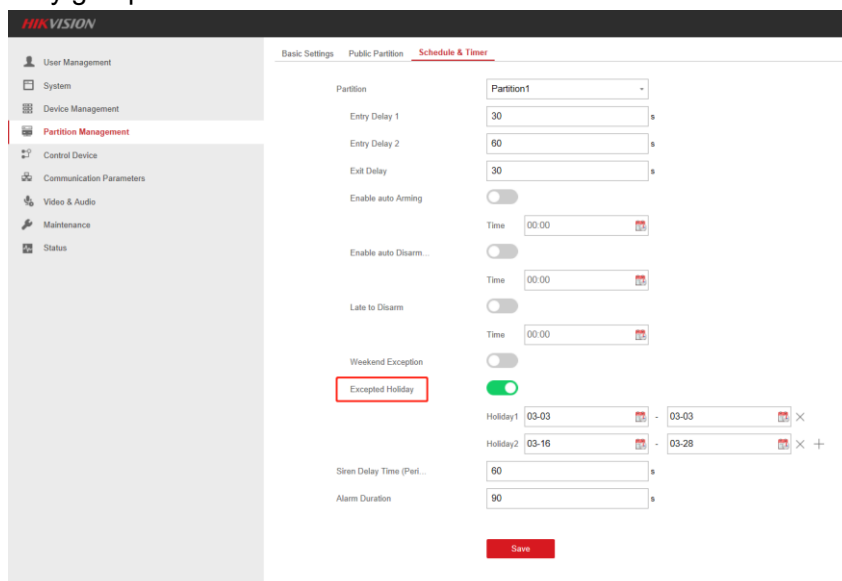 HIKVISION
User Management
System
Device Management
Partition Management
Control Device
Communication Parameters
Video & Audio
Maintenance
Status
Basic Settings Public Partition Schedule & Timer
Partition Partition1
Entry Delay 1 30 s
Entry Delay 2 60 s
Exit Delay 30 s
Enable auto Arming
Time 00:00
Enable auto Disarm...
Time 00:00
Late to Disarm
Time 00:00
Weekend Exception
Excepted Holiday
Holiday1 03-03 - 03-03
Holiday2 03-16 - 03-28
Siren Delay Time (Peri... 60 s
Alarm Duration 90 s
Save